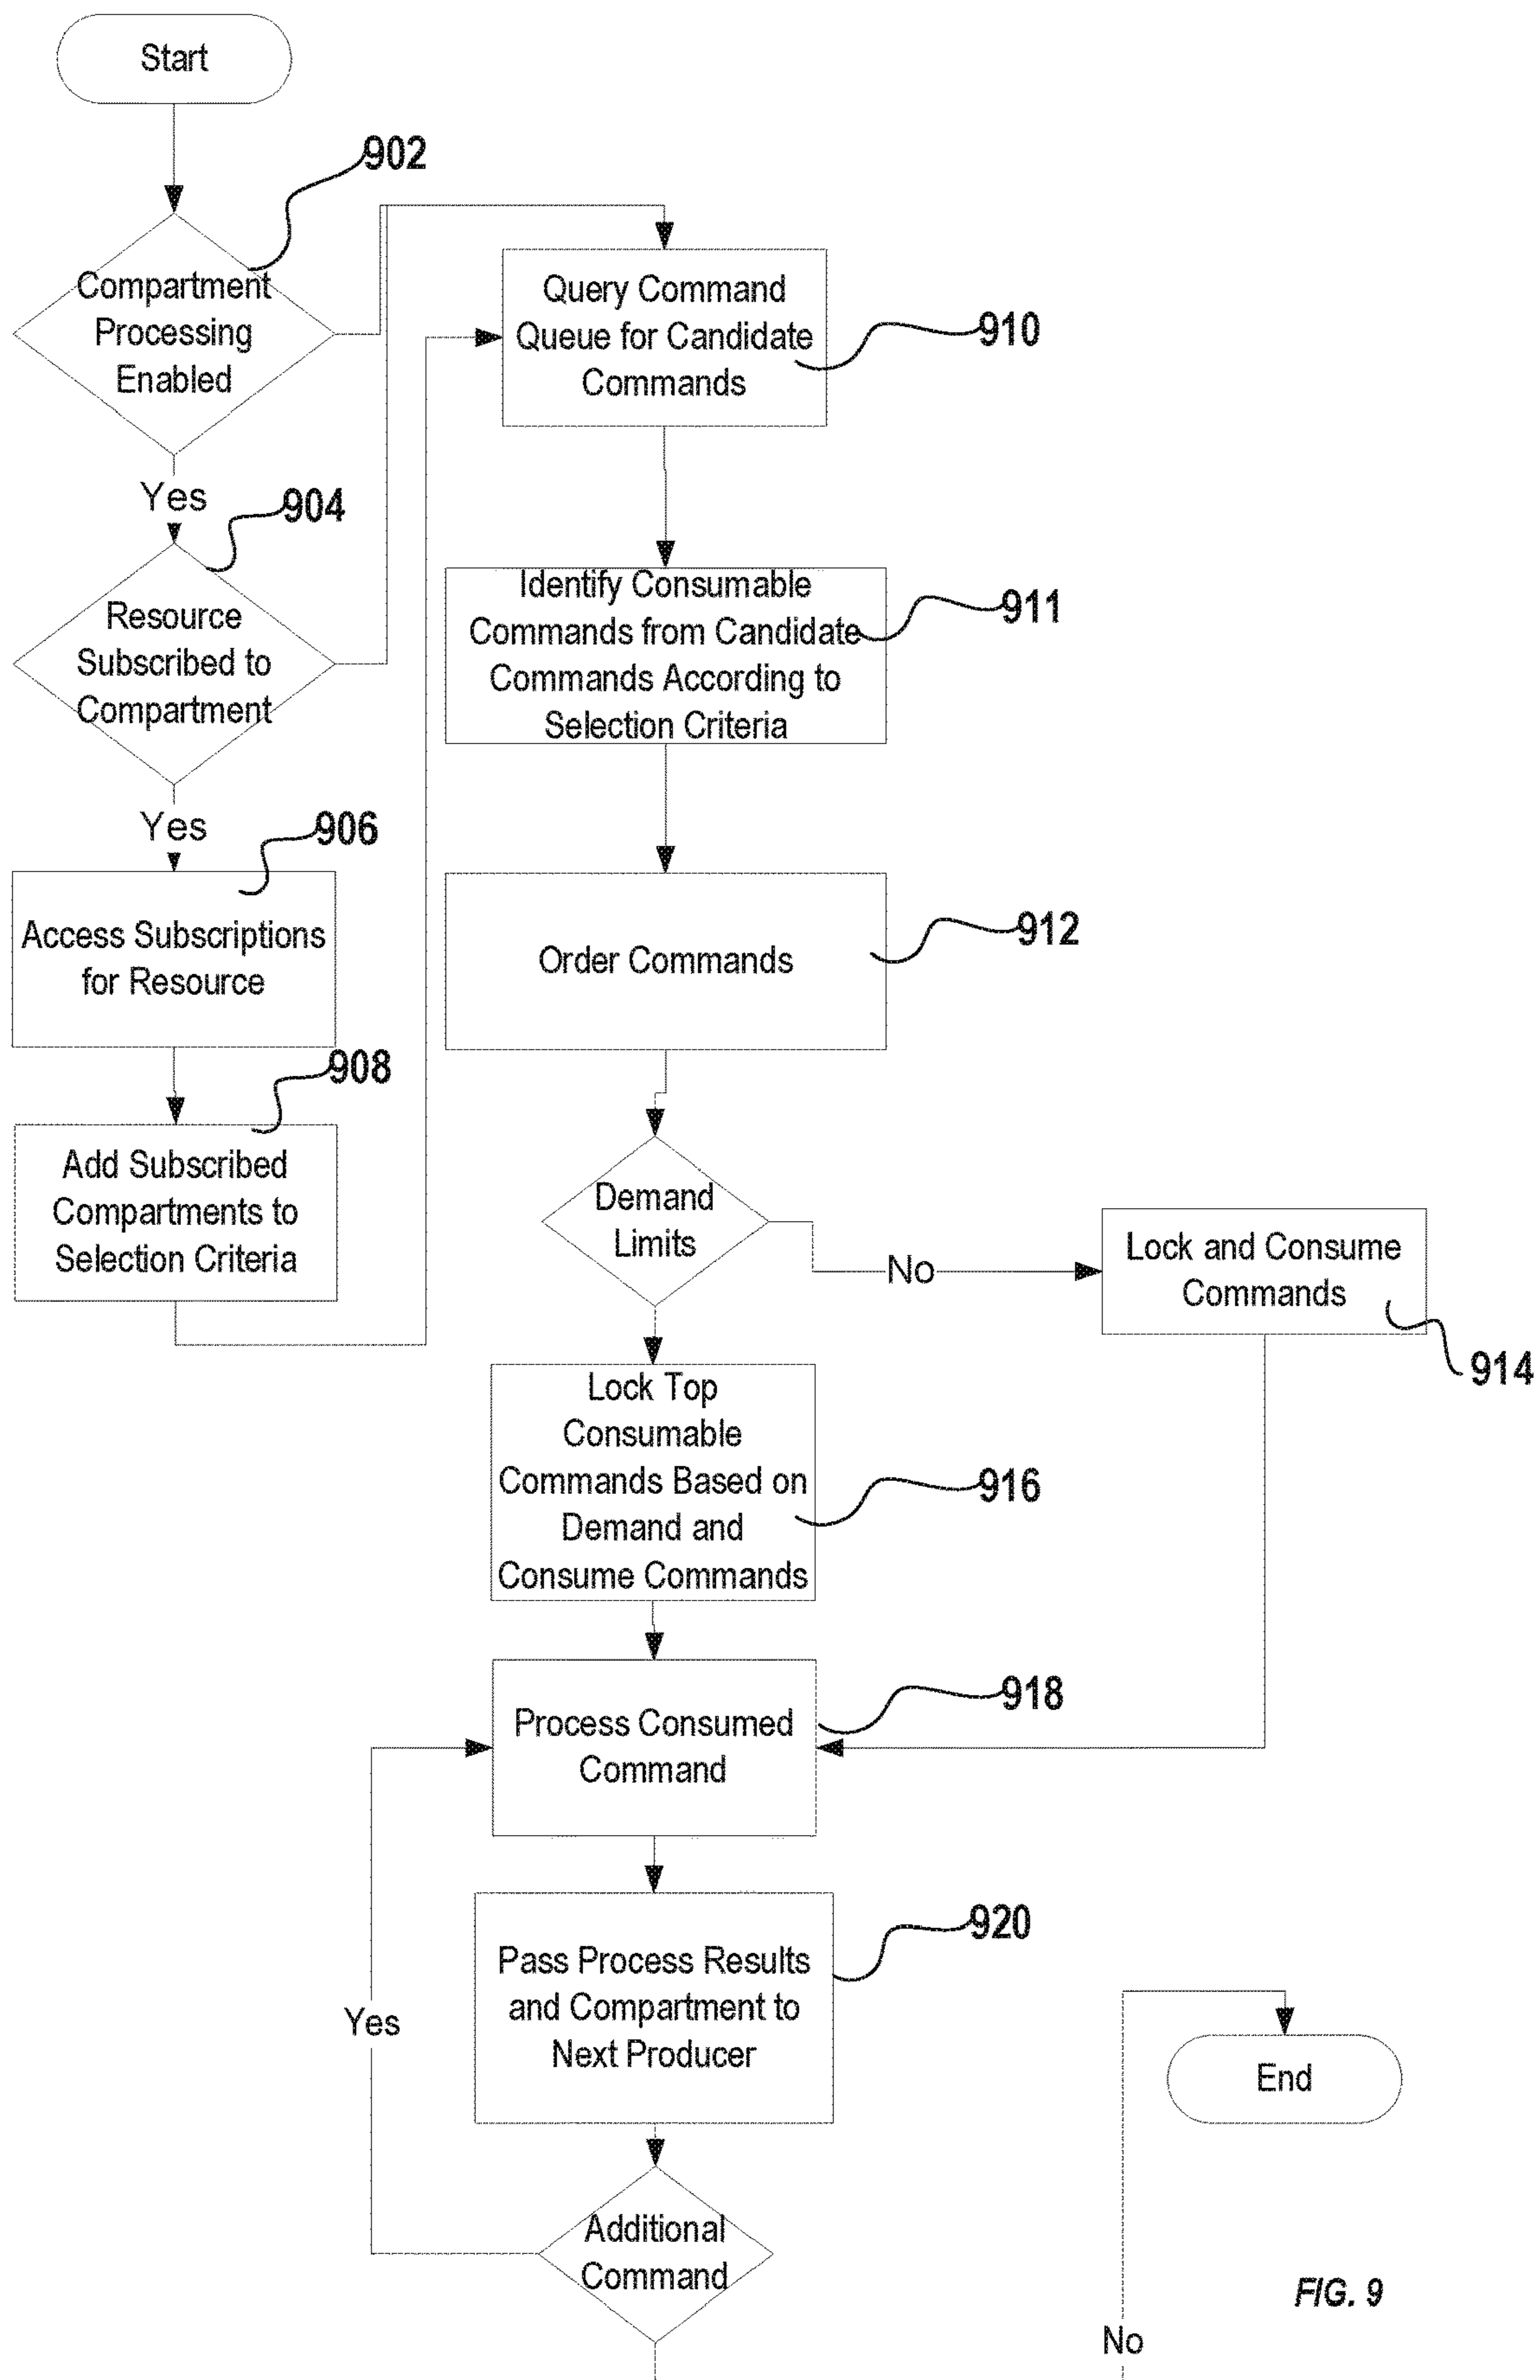 Start
902
Compartment
Processing
Enabled
Yes
904
Resource
Subscribed to
Compartment
Yes
906
Access Subscriptions
for Resource
908
Add Subscribed
Compartments to
Selection Criteria
Query Command
Queue for Candidate
Commands
910
Identify Consumable
Commands from Candidate
Commands According to
Selection Criteria
911
Order Commands
912
Demand
Limits
No
Lock and Consume
Commands
914
Lock Top
Consumable
Commands Based on
Demand and
Consume Commands
916
Process Consumed
Command
918
Pass Process Results
and Compartment to
Next Producer
920
Yes
Additional
Command
No
End
FIG. 9